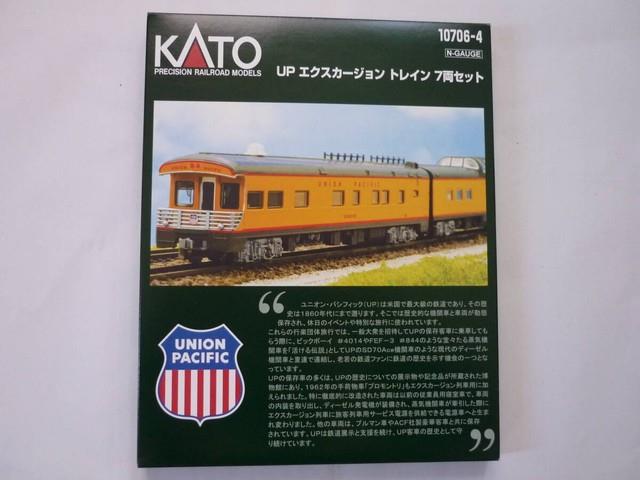 KATO
PRECISION RAILROAD MODELS
10706-4
N-GAUGE
UP エクスカージョン トレイン 7両セット
UNION PACIFIC
UNION
PACIFIC
ユニオン・パシフィック(UP)は米国で最大級の鉄道であり、その歴
史は1860年代にまで遡ります。そこでは歴史的な機関車と車両が動態
保存され、休日のイベントや特別な旅行に使われています。
これらの行楽団体旅行では、一般大衆を招待してUPの保存客車に乗車しても
らう際に、ビッグボーイ #4014やFEF-3 #844のような堂々たる蒸気機
関車を「活ける伝説」としてUPのSD70Ace機関車のような現代のディーゼル
機関車と重連で連結し、老若の鉄道ファンに鉄道の歴史を示す機会の一つとな
っています。
UPの保存車の多くは、UPの歴史についての展示物や記念品が所蔵された博
物館にあり、1962年の手荷物車「プロモントリ」もエクスカージョン列車用に加
えられました。特に徹底的に改造された車両は以前の従業員用寝室車で、車両
の内装を取り出し、ディーゼル発電機が装備され、蒸気機関車が牽引した際に
エクスカージョン列車に旅客列車用サービス電源を供給できる電源車へと生ま
れ変わりました。他の車両は、プルマン車やACF社製豪華客車と共に保存
されています。UPは鉄道展示と支援を続け、UP客車の歴史として守
り続けています。